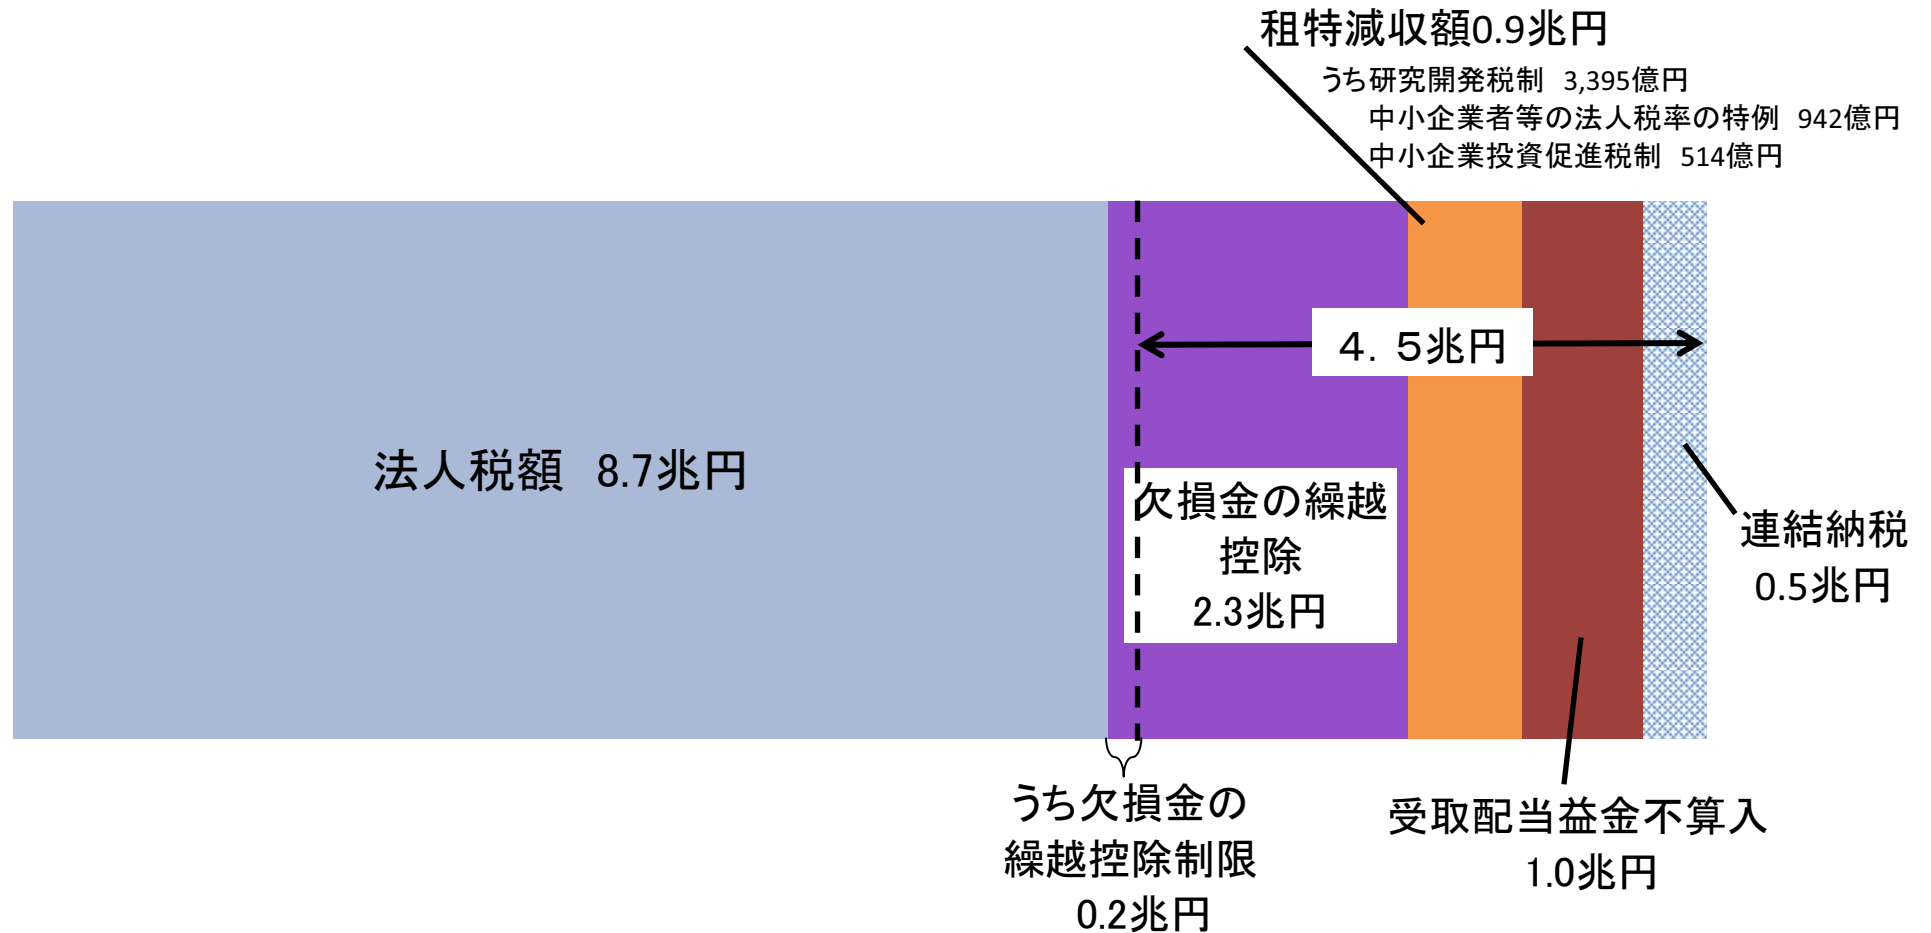 租特減収額0.9兆円
うち研究開発税制 3,395億円
中小企業者等の法人税率の特例 942億円
中小企業投資促進税制 514億円
4．5兆円
法人税額 8.7兆円
欠損金の繰越
控除
2.3兆円
連結納税
0.5兆円
うち欠損金の
繰越控除制限
0.2兆円
受取配当益金不算入
1.0兆円